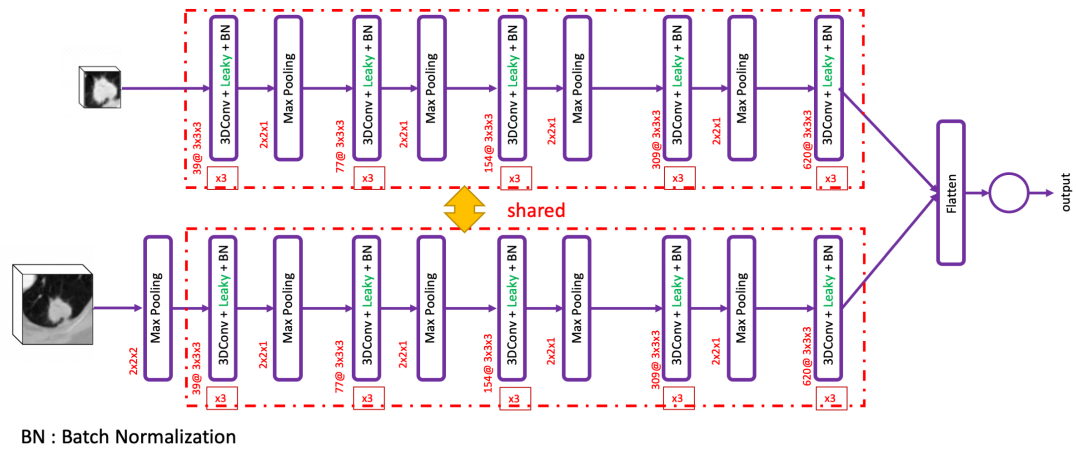 39@ 3x3x3
3DConv + Leaky + BN
x3
2x2x1
Max Pooling
77@ 3x3x3
3DConv + Leaky + BN
x3
2x2x1
Max Pooling
154@ 3x3x3
3DConv + Leaky + BN
x3
2x2x1
Max Pooling
309@ 3x3x3
3DConv + Leaky + BN
x3
2x2x1
Max Pooling
620@ 3x3x3
3DConv + Leaky + BN
x3
shared
Flatten
output
2x2x2
Max Pooling
39@ 3x3x3
3DConv + Leaky + BN
x3
2x2x1
Max Pooling
77@ 3x3x3
3DConv + Leaky + BN
x3
2x2x1
Max Pooling
154@ 3x3x3
3DConv + Leaky + BN
x3
2x2x1
Max Pooling
309@ 3x3x3
3DConv + Leaky + BN
x3
2x2x1
Max Pooling
620@ 3x3x3
3DConv + Leaky + BN
x3
BN : Batch Normalization